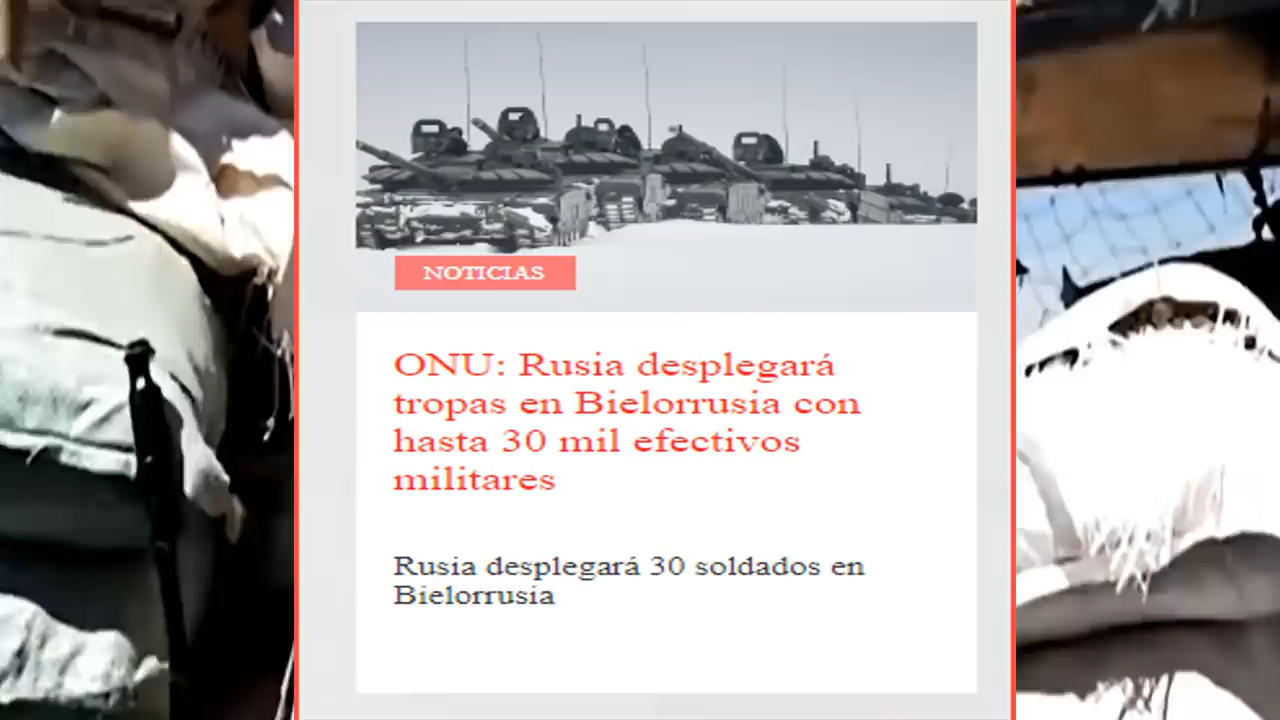 NOTICIAS
ONU: Rusia desplegará
tropas en Bielorrusia con
hasta 30 mil efectivos
militares
Rusia desplegará 30 soldados en
Bielorrusia